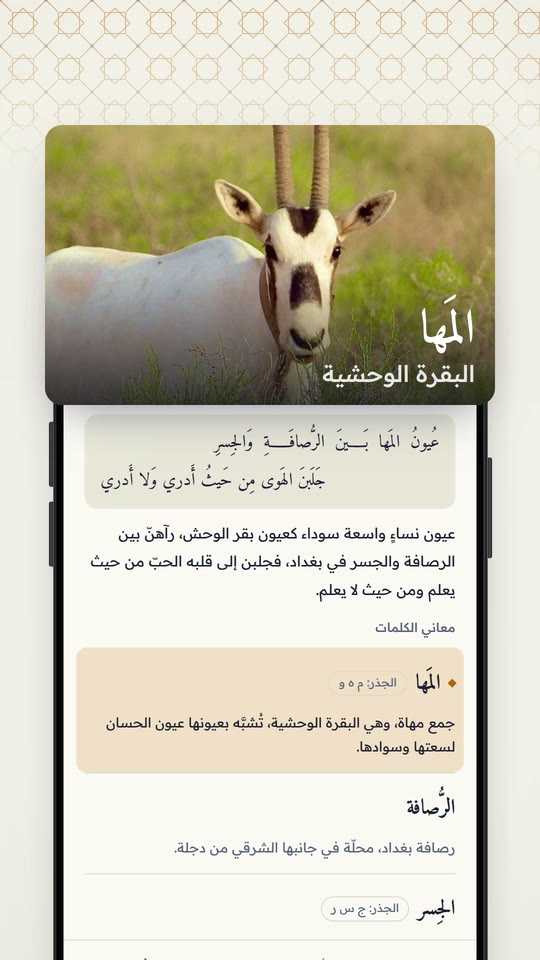 المَها
البقرة الوحشية
عُيونُ المَها بَـــينَ الرُّصافَـــةِ وَالجِسرِ
جَلَبنَ الهَوى مِن حَيثُ أَدري وَلا أَدري
عيون نساءٍ واسعة سوداء كعيون بقر الوحش، رآهنّ بين
الرصافة والجسر في بغداد، فجلبن إلى قلبه الحبّ من حيث
يعلم ومن حيث لا يعلم.
معاني الكلمات
المَها الجذر: م ه و
جمع مهاة، وهي البقرة الوحشية، تُشبَّه بعيونها عيون الحسان
لسعتها وسوادها.
الرُّصافة
رصافة بغداد، محلّة في جانبها الشرقي من دجلة.
الجِسر الجذر: ج س ر